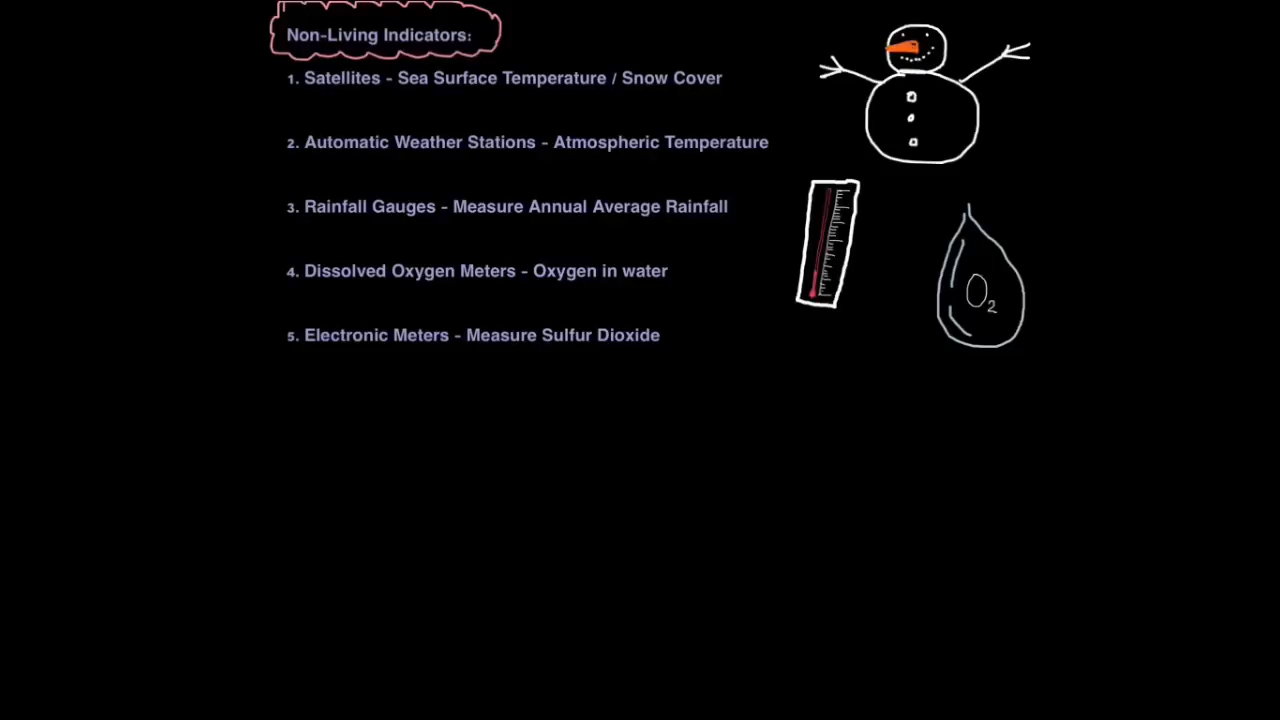 Non-Living Indicators:
1. Satellites - Sea Surface Temperature / Snow Cover
2. Automatic Weather Stations - Atmospheric Temperature
3. Rainfall Gauges - Measure Annual Average Rainfall
4. Dissolved Oxygen Meters - Oxygen in water
5. Electronic Meters - Measure Sulfur Dioxide
O2